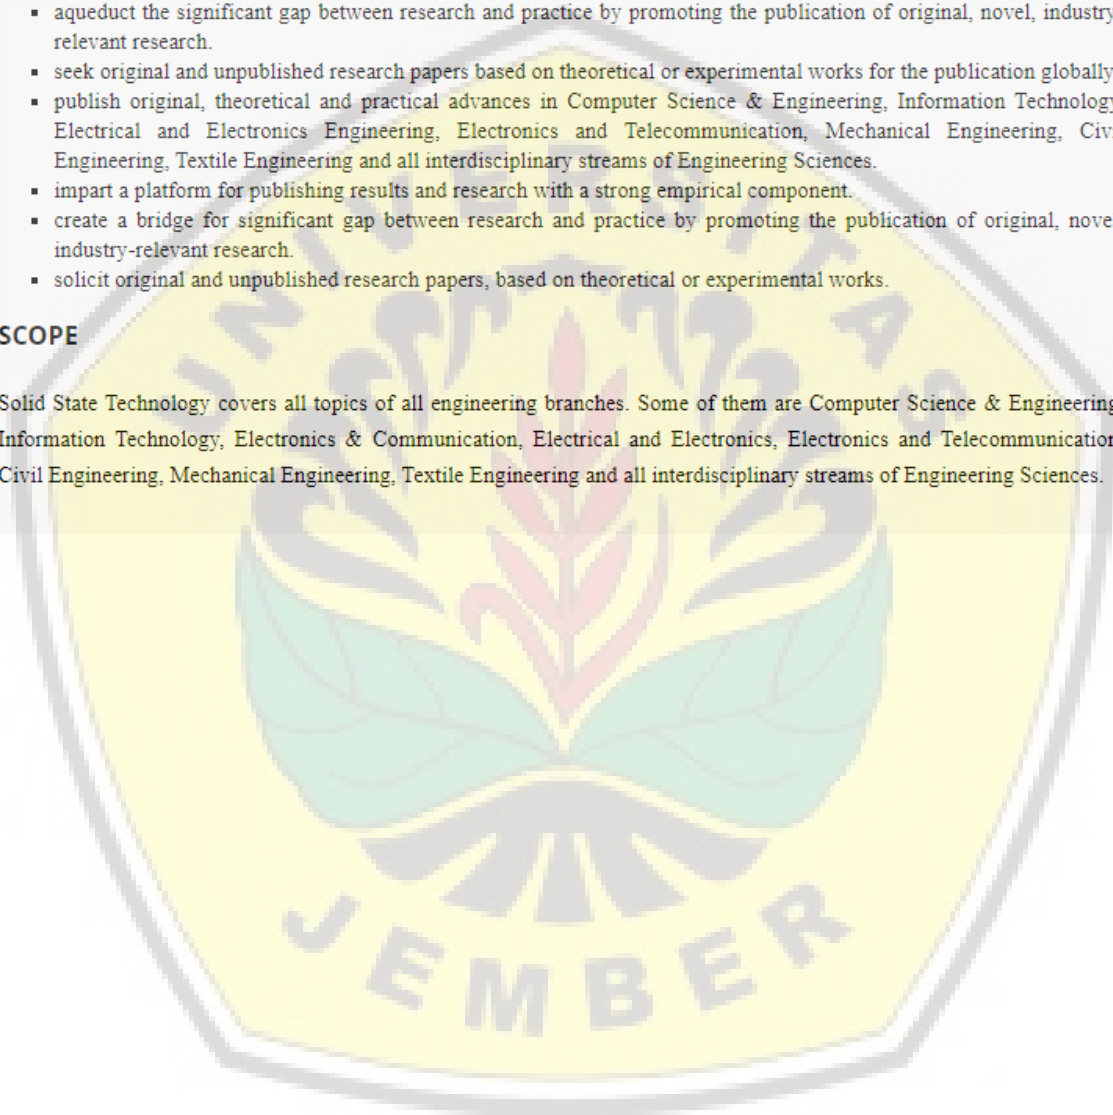 ▪ aqueduct the significant gap between research and practice by promoting the publication of original, novel, industry
relevant research.
▪ seek original and unpublished research papers based on theoretical or experimental works for the publication globally
▪ publish original, theoretical and practical advances in Computer Science & Engineering, Information Technology
Electrical and Electronics Engineering, Electronics and Telecommunication, Mechanical Engineering, Civi
Engineering, Textile Engineering and all interdisciplinary streams of Engineering Sciences.
▪ impart a platform for publishing results and research with a strong empirical component.
▪ create a bridge for significant gap between research and practice by promoting the publication of original, nove
industry-relevant research.
▪ solicit original and unpublished research papers, based on theoretical or experimental works.
SCOPE
Solid State Technology covers all topics of all engineering branches. Some of them are Computer Science & Engineering
Information Technology, Electronics & Communication, Electrical and Electronics, Electronics and Telecommunication
Civil Engineering, Mechanical Engineering, Textile Engineering and all interdisciplinary streams of Engineering Sciences.
UNIVERSITAS
JEMBER